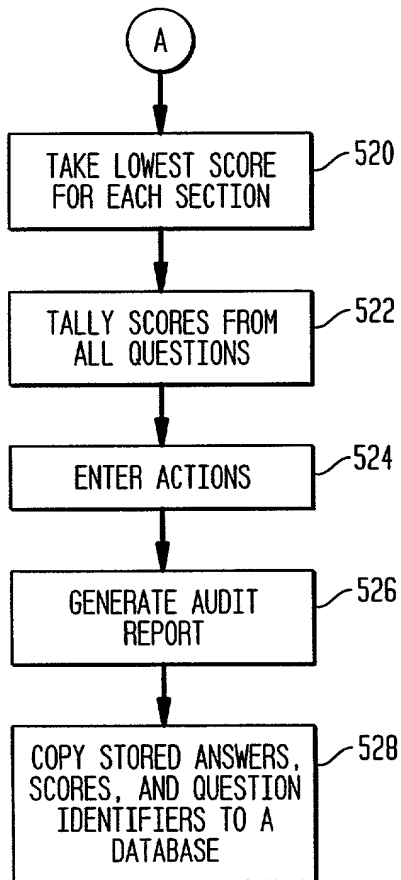 A
TAKE LOWEST SCORE
FOR EACH SECTION
520
TALLY SCORES FROM
ALL QUESTIONS
522
ENTER ACTIONS
524
GENERATE AUDIT
REPORT
526
COPY STORED ANSWERS,
SCORES, AND QUESTION
IDENTIFIERS TO A
DATABASE
528